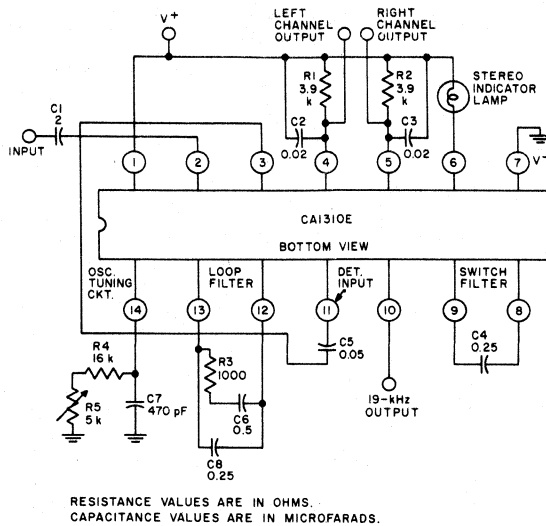 V+
LEFT CHANNEL OUTPUT
RIGHT CHANNEL OUTPUT
C1
2
INPUT
C2
0.02
R1
3.9
k
R2
3.9
k
C3
0.02
STEREO
INDICATOR
LAMP
1
2
3
4
5
6
7
V-
CA1310E
BOTTOM VIEW
OSC.
TUNING
CKT.
LOOP
FILTER
DET.
INPUT
SWITCH
FILTER
14
13
12
11
10
9
8
R4
16 k
R5
5 k
C7
470 pF
R3
1000
C6
0.5
C8
0.25
C5
0.05
19-kHz
OUTPUT
C4
0.25
RESISTANCE VALUES ARE IN OHMS.
CAPACITANCE VALUES ARE IN MICROFARADS.